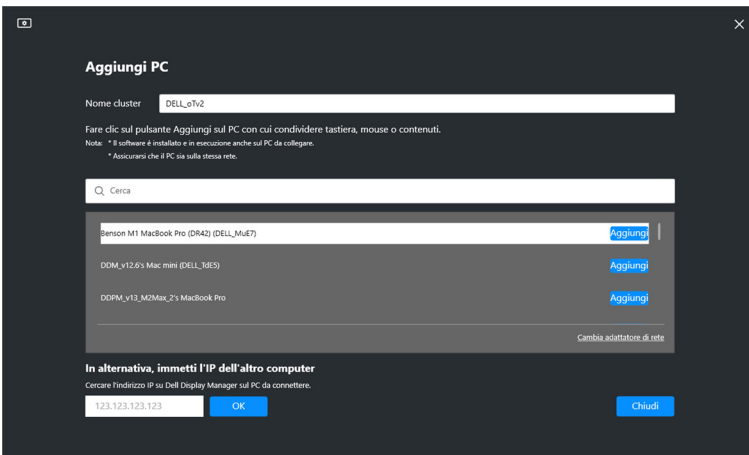 Aggiungi PC
Nome cluster DELL_oTv2
Fare clic sul pulsante Aggiungi sul PC con cui condividere tastiera, mouse o contenuti.
Nota: * Il software è installato e in esecuzione anche sul PC da collegare.
* Assicurarsi che il PC sia sulla stessa rete.
Cerca
Benson M1 MacBook Pro (DR42) (DELL_MuE7) Aggiungi
DDM_v12.6's Mac mini (DELL_TdE5) Aggiungi
DDPM_v13_M2Max_2's MacBook Pro Aggiungi
Cambia adattatore di rete
In alternativa, immetti l'IP dell'altro computer
Cercare l'indirizzo IP su Dell Display Manager sul PC da connettere.
123.123.123.123 OK Chiudi